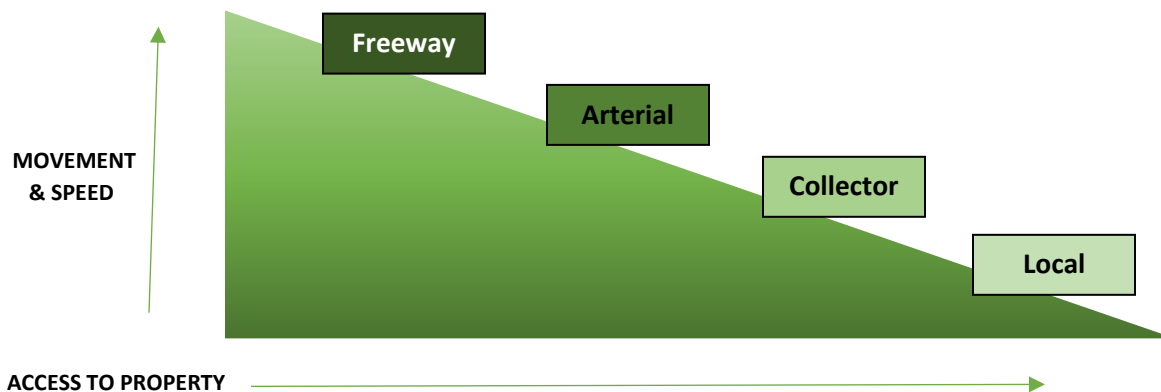 Freeway
Arterial
MOVEMENT
& SPEED
Collector
Local
ACCESS TO PROPERTY